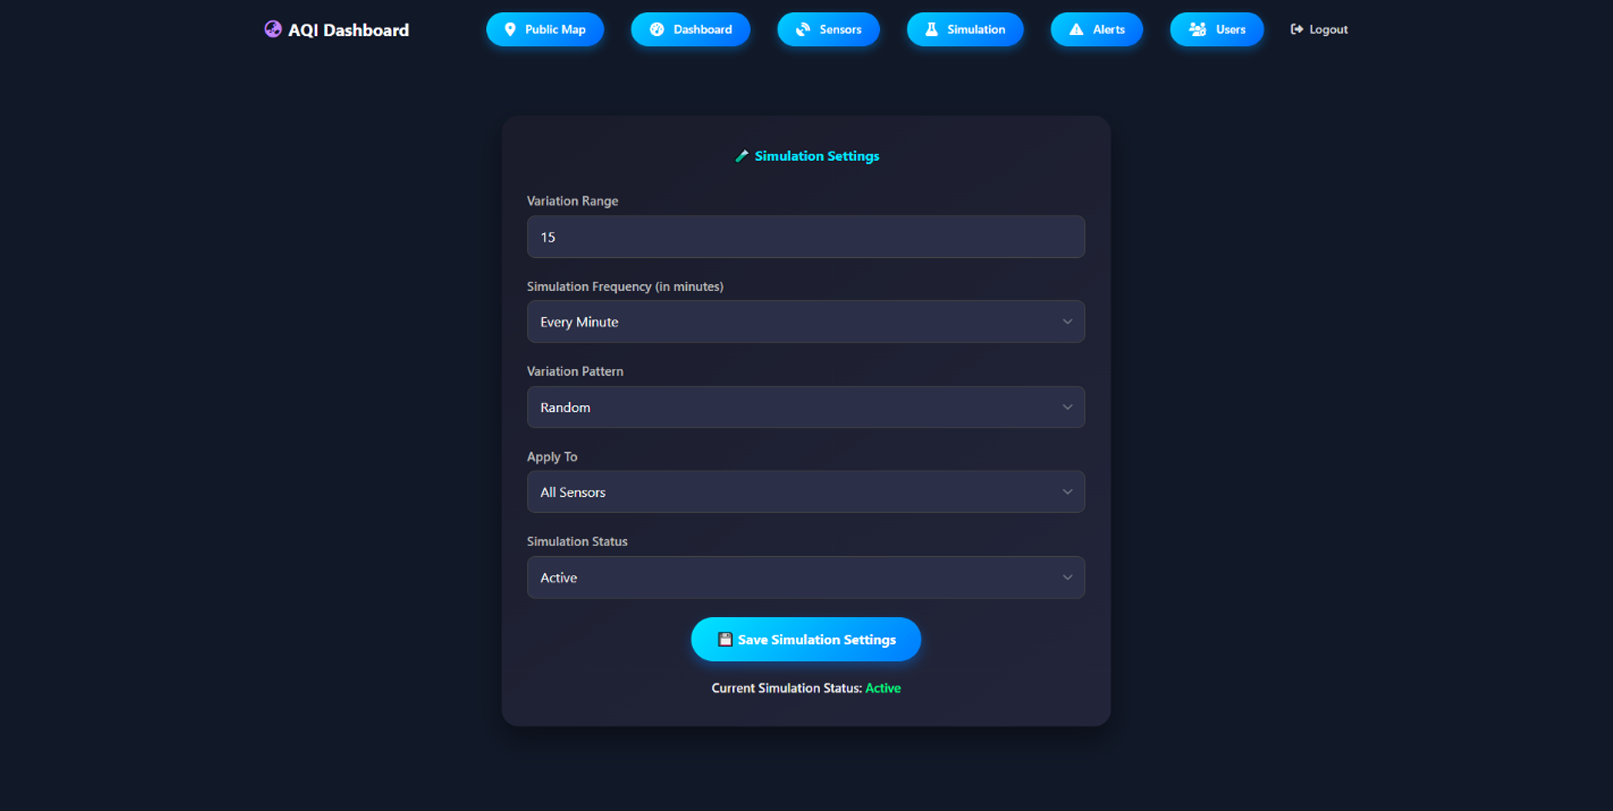 AQI Dashboard Public Map Dashboard Sensors Simulation Alerts Users Logout
Simulation Settings
Variation Range
15
Simulation Frequency (in minutes)
Every Minute
Variation Pattern
Random
Apply To
All Sensors
Simulation Status
Active
Save Simulation Settings
Current Simulation Status: Active